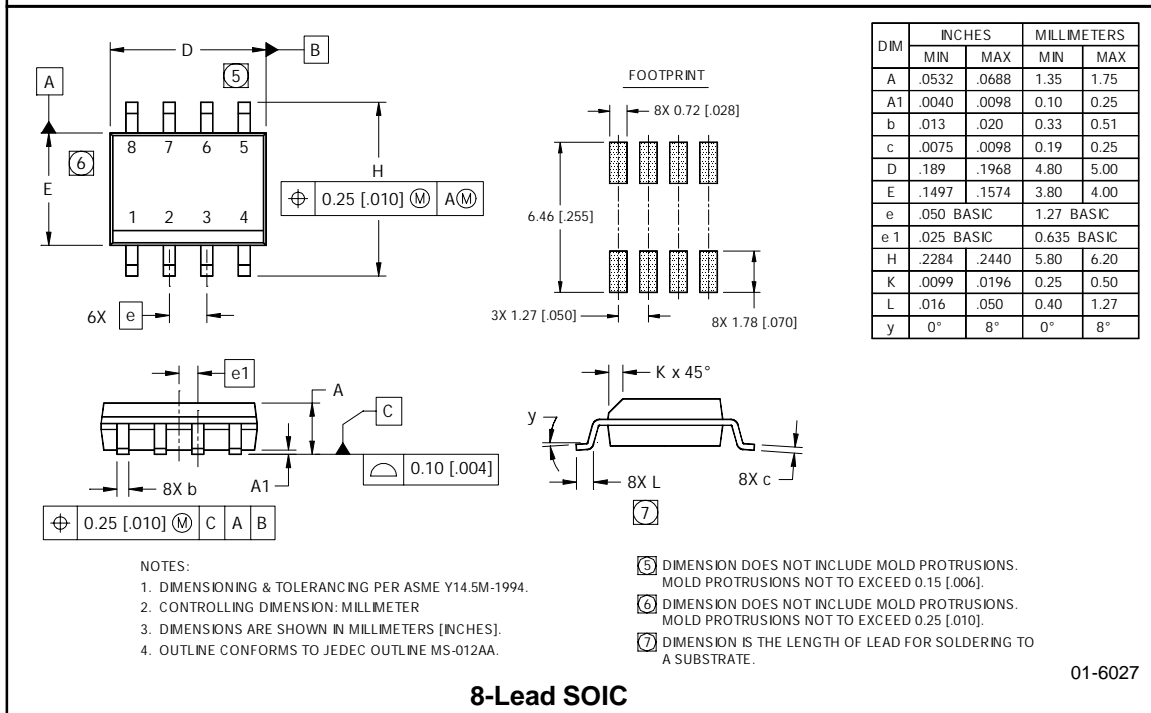 D
B
5
A
8 7 6 5
6
E
H
⌖ 0.25 [.010] Ⓜ AⓂ
1 2 3 4
6X e
FOOTPRINT
8X 0.72 [.028]
6.46 [.255]
3X 1.27 [.050]
8X 1.78 [.070]
DIM INCHES MILLIMETERS
MIN MAX MIN MAX
A .0532 .0688 1.35 1.75
A1 .0040 .0098 0.10 0.25
b .013 .020 0.33 0.51
c .0075 .0098 0.19 0.25
D .189 .1968 4.80 5.00
E .1497 .1574 3.80 4.00
e .050 BASIC 1.27 BASIC
e 1 .025 BASIC 0.635 BASIC
H .2284 .2440 5.80 6.20
K .0099 .0196 0.25 0.50
L .016 .050 0.40 1.27
y 0° 8° 0° 8°
e1
A
C
0.10 [.004]
8X b
A1
⌖ 0.25 [.010] Ⓜ C A B
K x 45°
y
8X L
8X c
7
NOTES:
1. DIMENSIONING & TOLERANCING PER ASME Y14.5M-1994.
2. CONTROLLING DIMENSION: MILLIMETER
3. DIMENSIONS ARE SHOWN IN MILLIMETERS [INCHES].
4. OUTLINE CONFORMS TO JEDEC OUTLINE MS-012AA.
5 DIMENSION DOES NOT INCLUDE MOLD PROTRUSIONS.
MOLD PROTRUSIONS NOT TO EXCEED 0.15 [.006].
6 DIMENSION DOES NOT INCLUDE MOLD PROTRUSIONS.
MOLD PROTRUSIONS NOT TO EXCEED 0.25 [.010].
7 DIMENSION IS THE LENGTH OF LEAD FOR SOLDERING TO
A SUBSTRATE.
01-6027
8-Lead SOIC